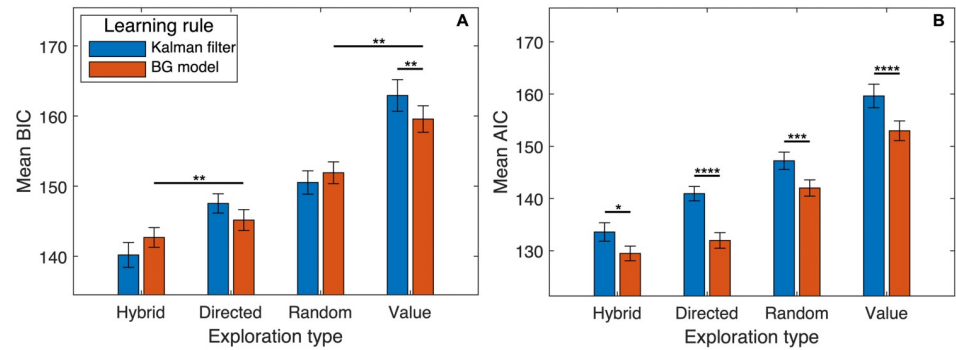 A
Learning rule
Kalman filter
BG model
**
**
**
170
160
150
140
Mean BIC
Hybrid Directed Random Value
Exploration type
B
****
***
****
*
170
160
150
140
130
Mean AIC
Hybrid Directed Random Value
Exploration type